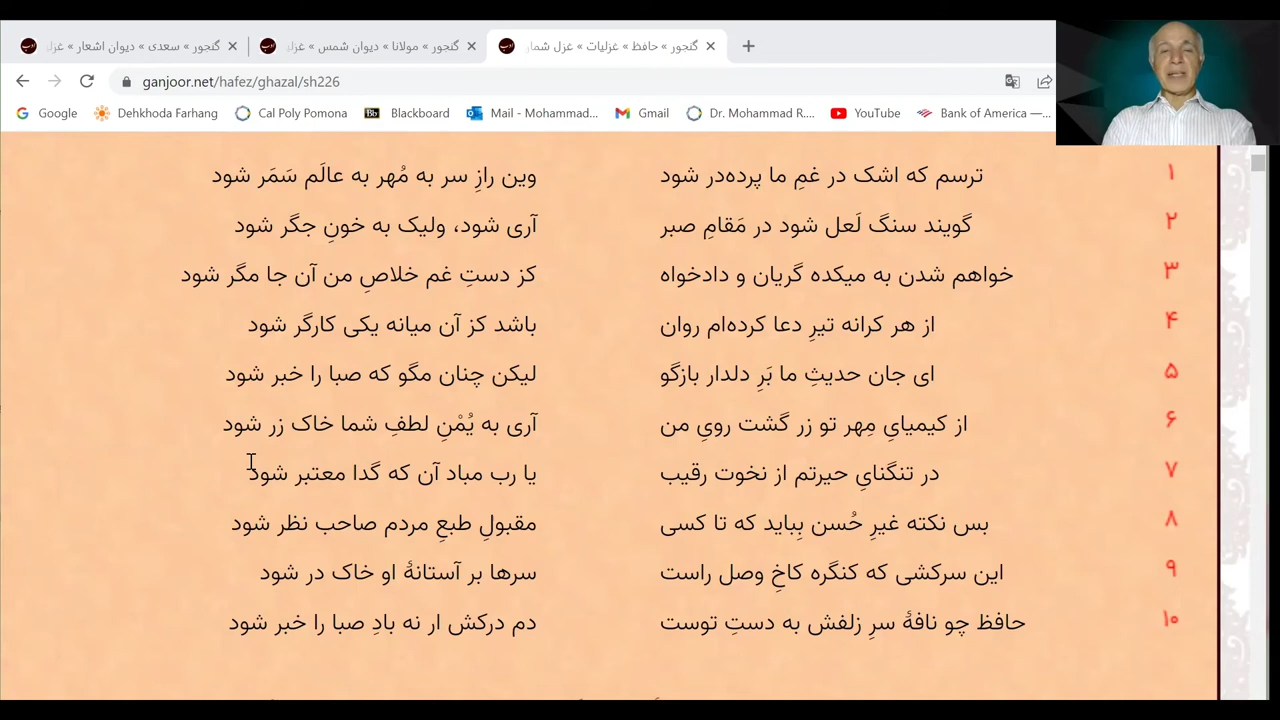 گنجور » حافظ » غزلیات » غزل شمار
گنجور » مولانا » دیوان شمس » غزلی
گنجور » سعدی » دیوان اشعار » غزلی
ganjoor.net/hafez/ghazal/sh226
Google Dehkhoda Farhang Cal Poly Pomona Blackboard Mail - Mohammad... Gmail Dr. Mohammad R.... YouTube Bank of America —...
۱ ترسم که اشک در غمِ ما پرده‌در شود وین رازِ سر به مُهر به عالَم سَمَر شود
۲ گویند سنگ لَعل شود در مَقامِ صبر آری شود، ولیک به خونِ جگر شود
۳ خواهم شدن به میکده گریان و دادخواه کز دستِ غم خلاصِ من آن جا مگر شود
۴ از هر کرانه تیرِ دعا کرده‌ام روان باشد کز آن میانه یکی کارگر شود
۵ ای جان حدیثِ ما بَرِ دلدار بازگو لیکن چنان مگو که صبا را خبر شود
۶ از کیمیایِ مِهر تو زر گشت رویِ من آری به یُمْنِ لطفِ شما خاک زر شود
۷ در تنگنایِ حیرتم از نخوت رقیب یا رب مباد آن که گدا معتبر شود
۸ بس نکته غیرِ حُسن بِباید که تا کسی مقبولِ طبعِ مردم صاحب نظر شود
۹ این سرکشی که کنگره کاخِ وصل راست سرها بر آستانهٔ او خاک در شود
۱۰ حافظ چو نافهٔ سرِ زلفش به دستِ توست دم درکش ار نه بادِ صبا را خبر شود